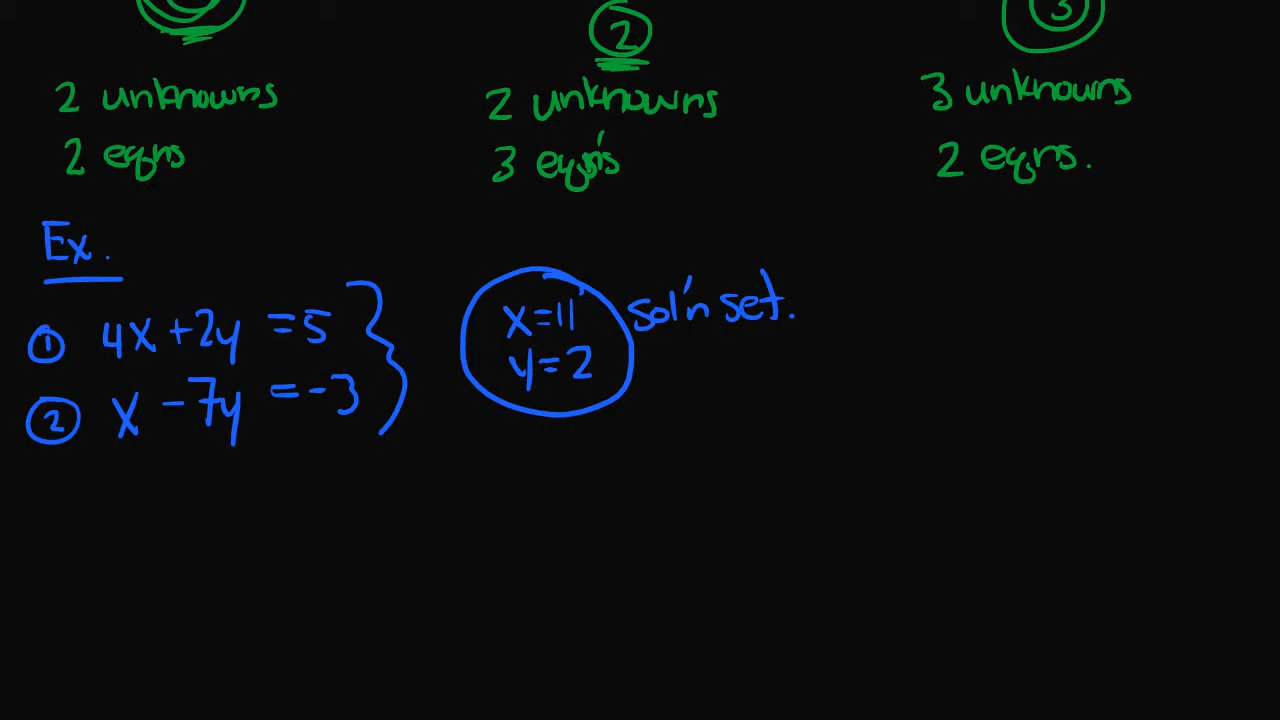 2
3
2 unknowns
2 eqns
2 unknowns
3 eqn's
3 unknowns
2 eqns.
Ex.
① 4x+2y = 5
② x - 7y = -3
x=11
y=2
sol'n set.